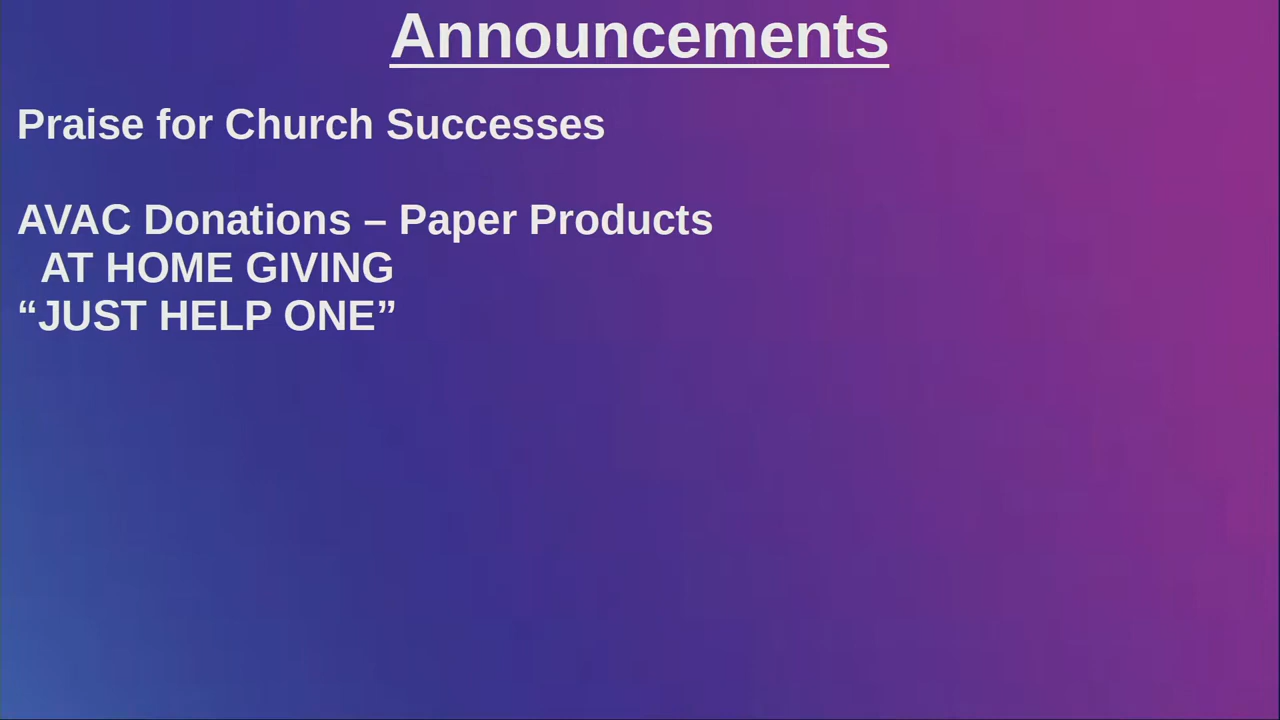 Announcements
Praise for Church Successes
AVAC Donations – Paper Products
AT HOME GIVING
“JUST HELP ONE”